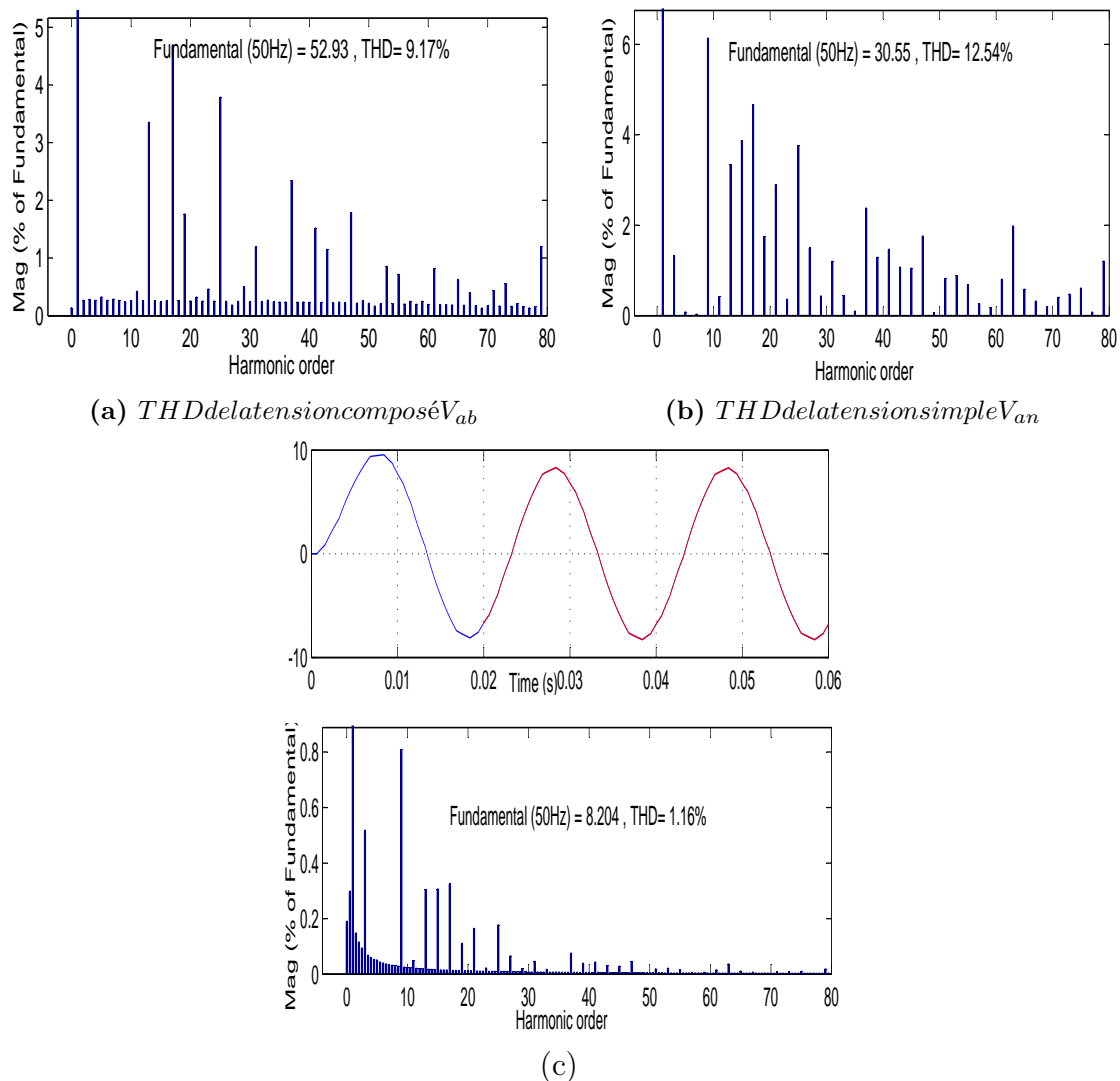 Fundamental (50Hz) = 52.93 , THD= 9.17%
Mag (% of Fundamental)
5
4
3
2
1
0
0 10 20 30 40 50 60 70 80
Harmonic order
(a) THDdelatensioncomposéV_{ab}
Fundamental (50Hz) = 30.55 , THD= 12.54%
Mag (% of Fundamental)
6
4
2
0
0 10 20 30 40 50 60 70 80
Harmonic order
(b) THDdelatensionsimpleV_{an}
10
0
-10
0 0.01 0.02 0.03 0.04 0.05 0.06
Time (s)
Fundamental (50Hz) = 8.204 , THD= 1.16%
Mag (% of Fundamental)
0.8
0.6
0.4
0.2
0
0 10 20 30 40 50 60 70 80
Harmonic order
(c)